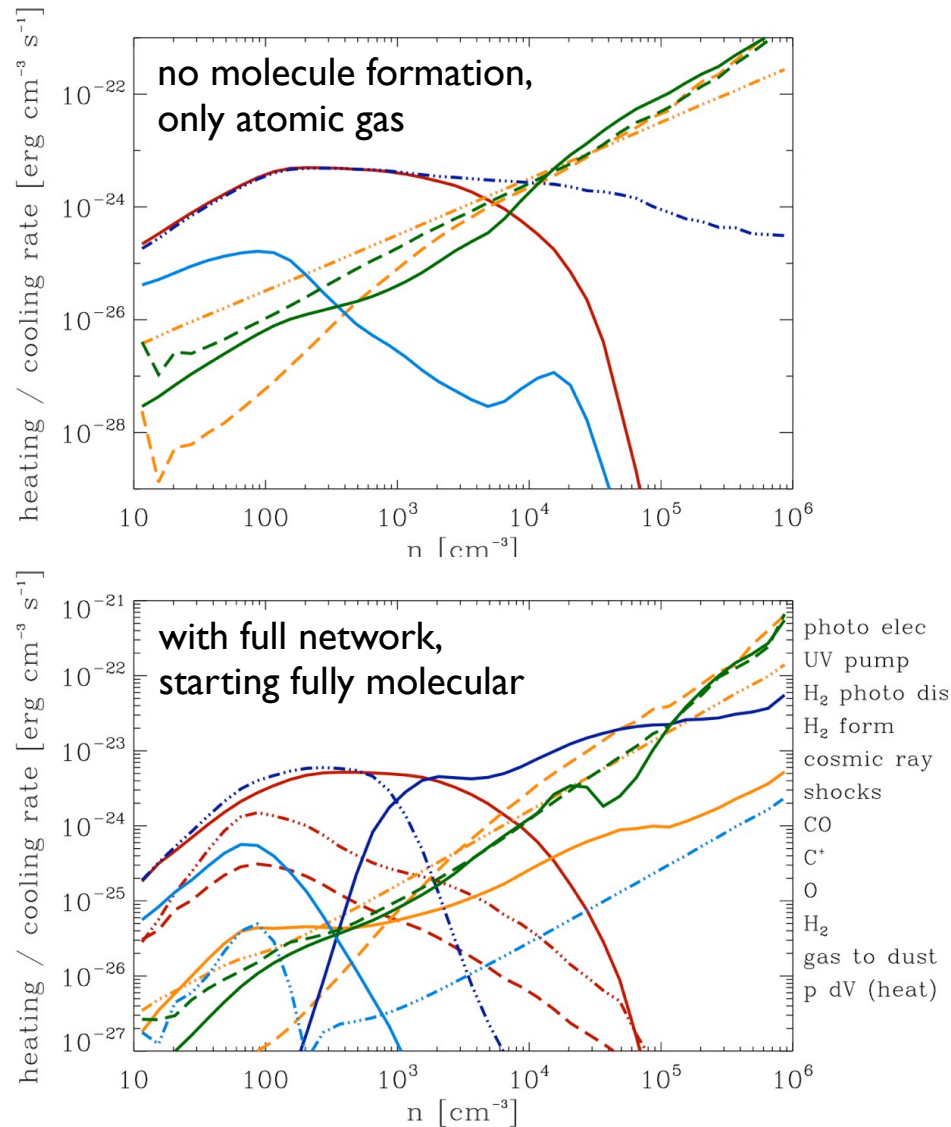 no molecule formation,
only atomic gas
heating / cooling rate [erg cm⁻³ s⁻¹]
10⁻²²
10⁻²⁴
10⁻²⁶
10⁻²⁸
10 100 10³ 10⁴ 10⁵ 10⁶
n [cm⁻³]
with full network,
starting fully molecular
heating / cooling rate [erg cm⁻³ s⁻¹]
10⁻²¹
10⁻²²
10⁻²³
10⁻²⁴
10⁻²⁵
10⁻²⁶
10⁻²⁷
10 100 10³ 10⁴ 10⁵ 10⁶
n [cm⁻³]
photo elec
UV pump
H₂ photo dis
H₂ form
cosmic ray
shocks
CO
C⁺
O
H₂
gas to dust
p dV (heat)